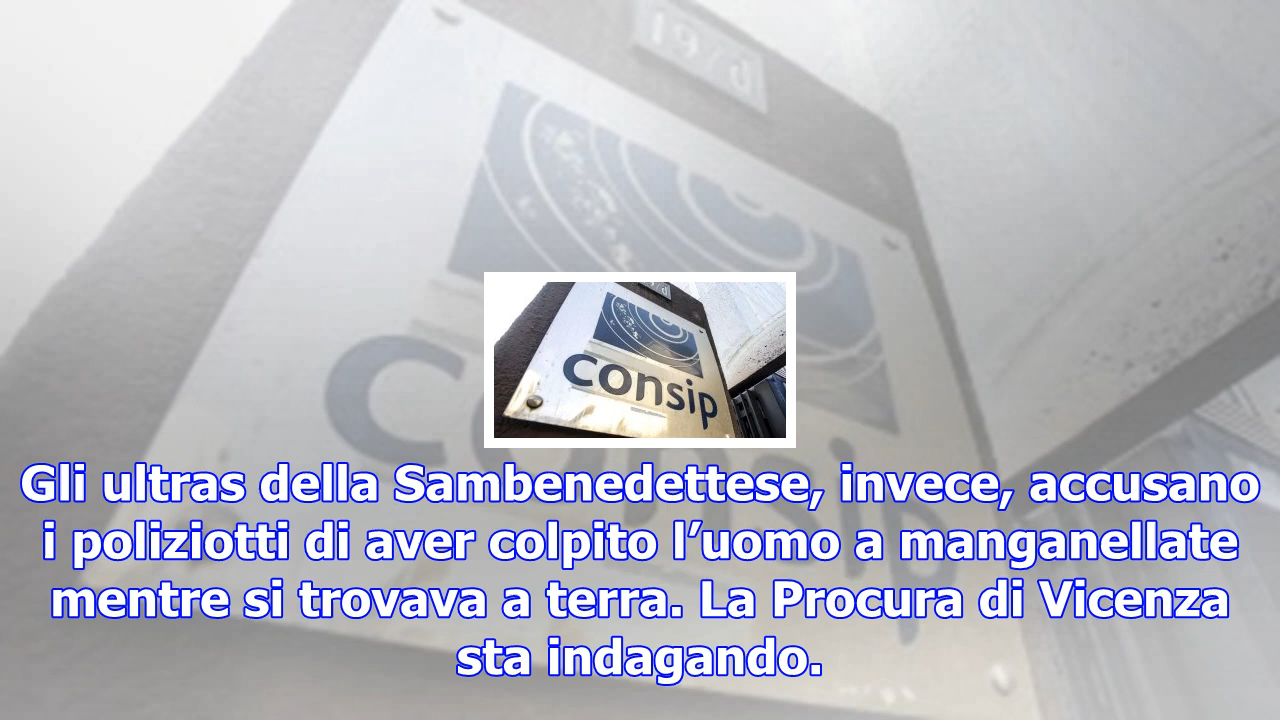 197d
consip
Gli ultras della Sambenedettese, invece, accusano
i poliziotti di aver colpito l’uomo a manganellate
mentre si trovava a terra. La Procura di Vicenza
sta indagando.